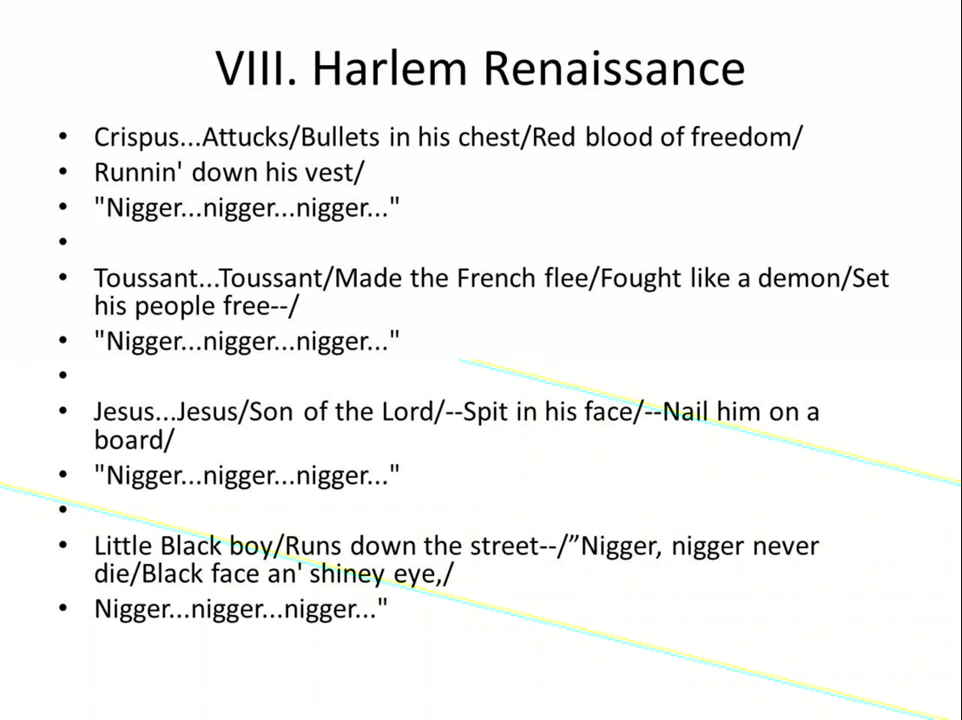 VIII. Harlem Renaissance
• Crispus...Attucks/Bullets in his chest/Red blood of freedom/
• Runnin' down his vest/
• "Nigger...nigger...nigger..."
•
• Toussant...Toussant/Made the French flee/Fought like a demon/Set
his people free--/
• "Nigger...nigger...nigger..."
•
• Jesus...Jesus/Son of the Lord/--Spit in his face/--Nail him on a
board/
• "Nigger...nigger...nigger..."
•
• Little Black boy/Runs down the street--/”Nigger, nigger never
die/Black face an' shiney eye,/
• Nigger...nigger...nigger..."